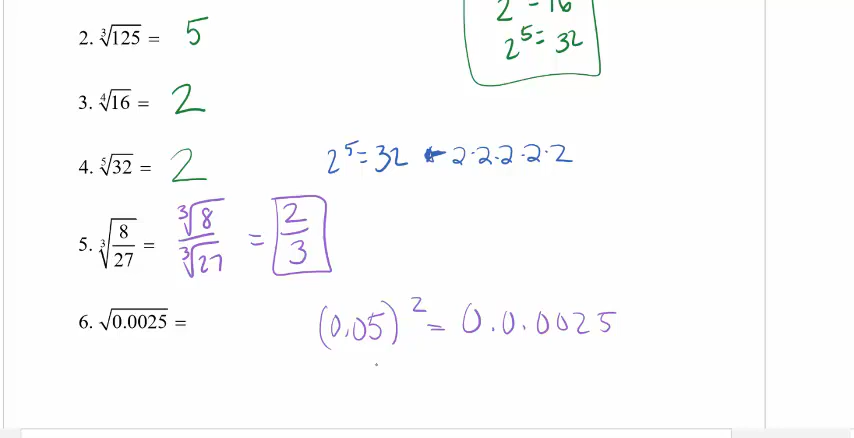 2⁴ = 16
2⁵ = 32
2. ∛125 = 5
3. ∜16 = 2
4. ⁵√32 = 2 2⁵ = 32 ← 2·2·2·2·2
5. ∛(8/27) = ∛8/∛27 = 2/3
6. √0.0025 = (0.05)² = 0.0.0025